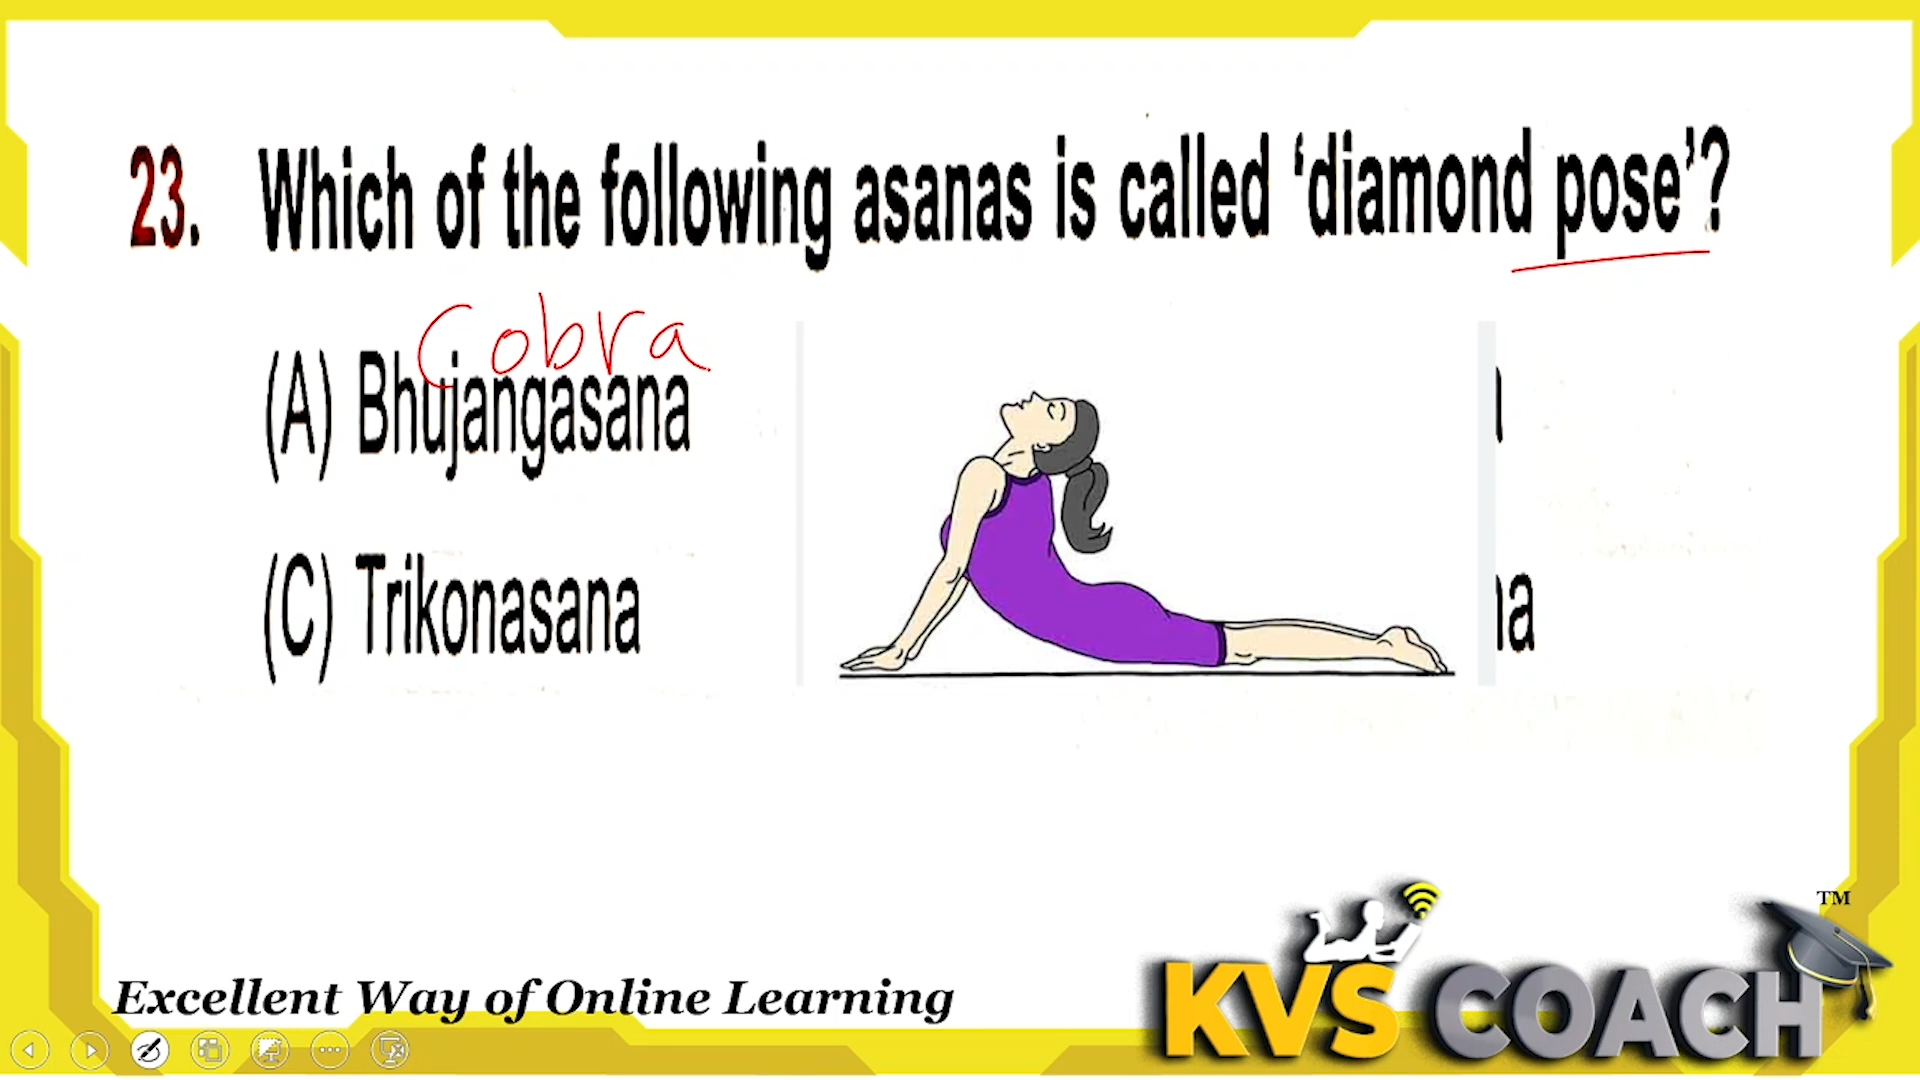 23. Which of the following asanas is called ‘diamond pose’?
Cobra
(A) Bhujangasana
(C) Trikonasana
Excellent Way of Online Learning
KVS COACH
TM